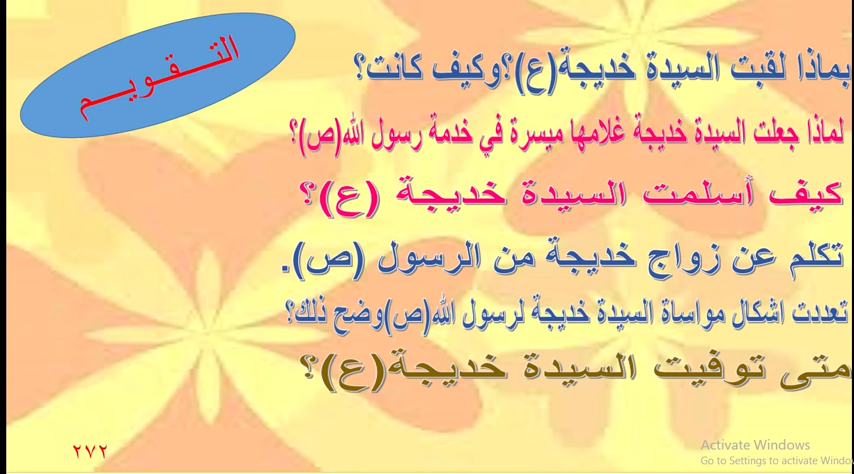 التـــقـويـــم
بماذا لقبت السيدة خديجة(ع)؟وكيف كانت؟
لماذا جعلت السيدة خديجة غلامها ميسرة في خدمة رسول الله(ص)؟
كيف أسلمت السيدة خديجة (ع)؟
تكلم عن زواج خديجة من الرسول (ص).
تعددت اشكال مواساة السيدة خديجة لرسول الله(ص)وضح ذلك؟
متى توفيت السيدة خديجة(ع)؟
٢٧٢
Activate Windows
Go to Settings to activate Windo